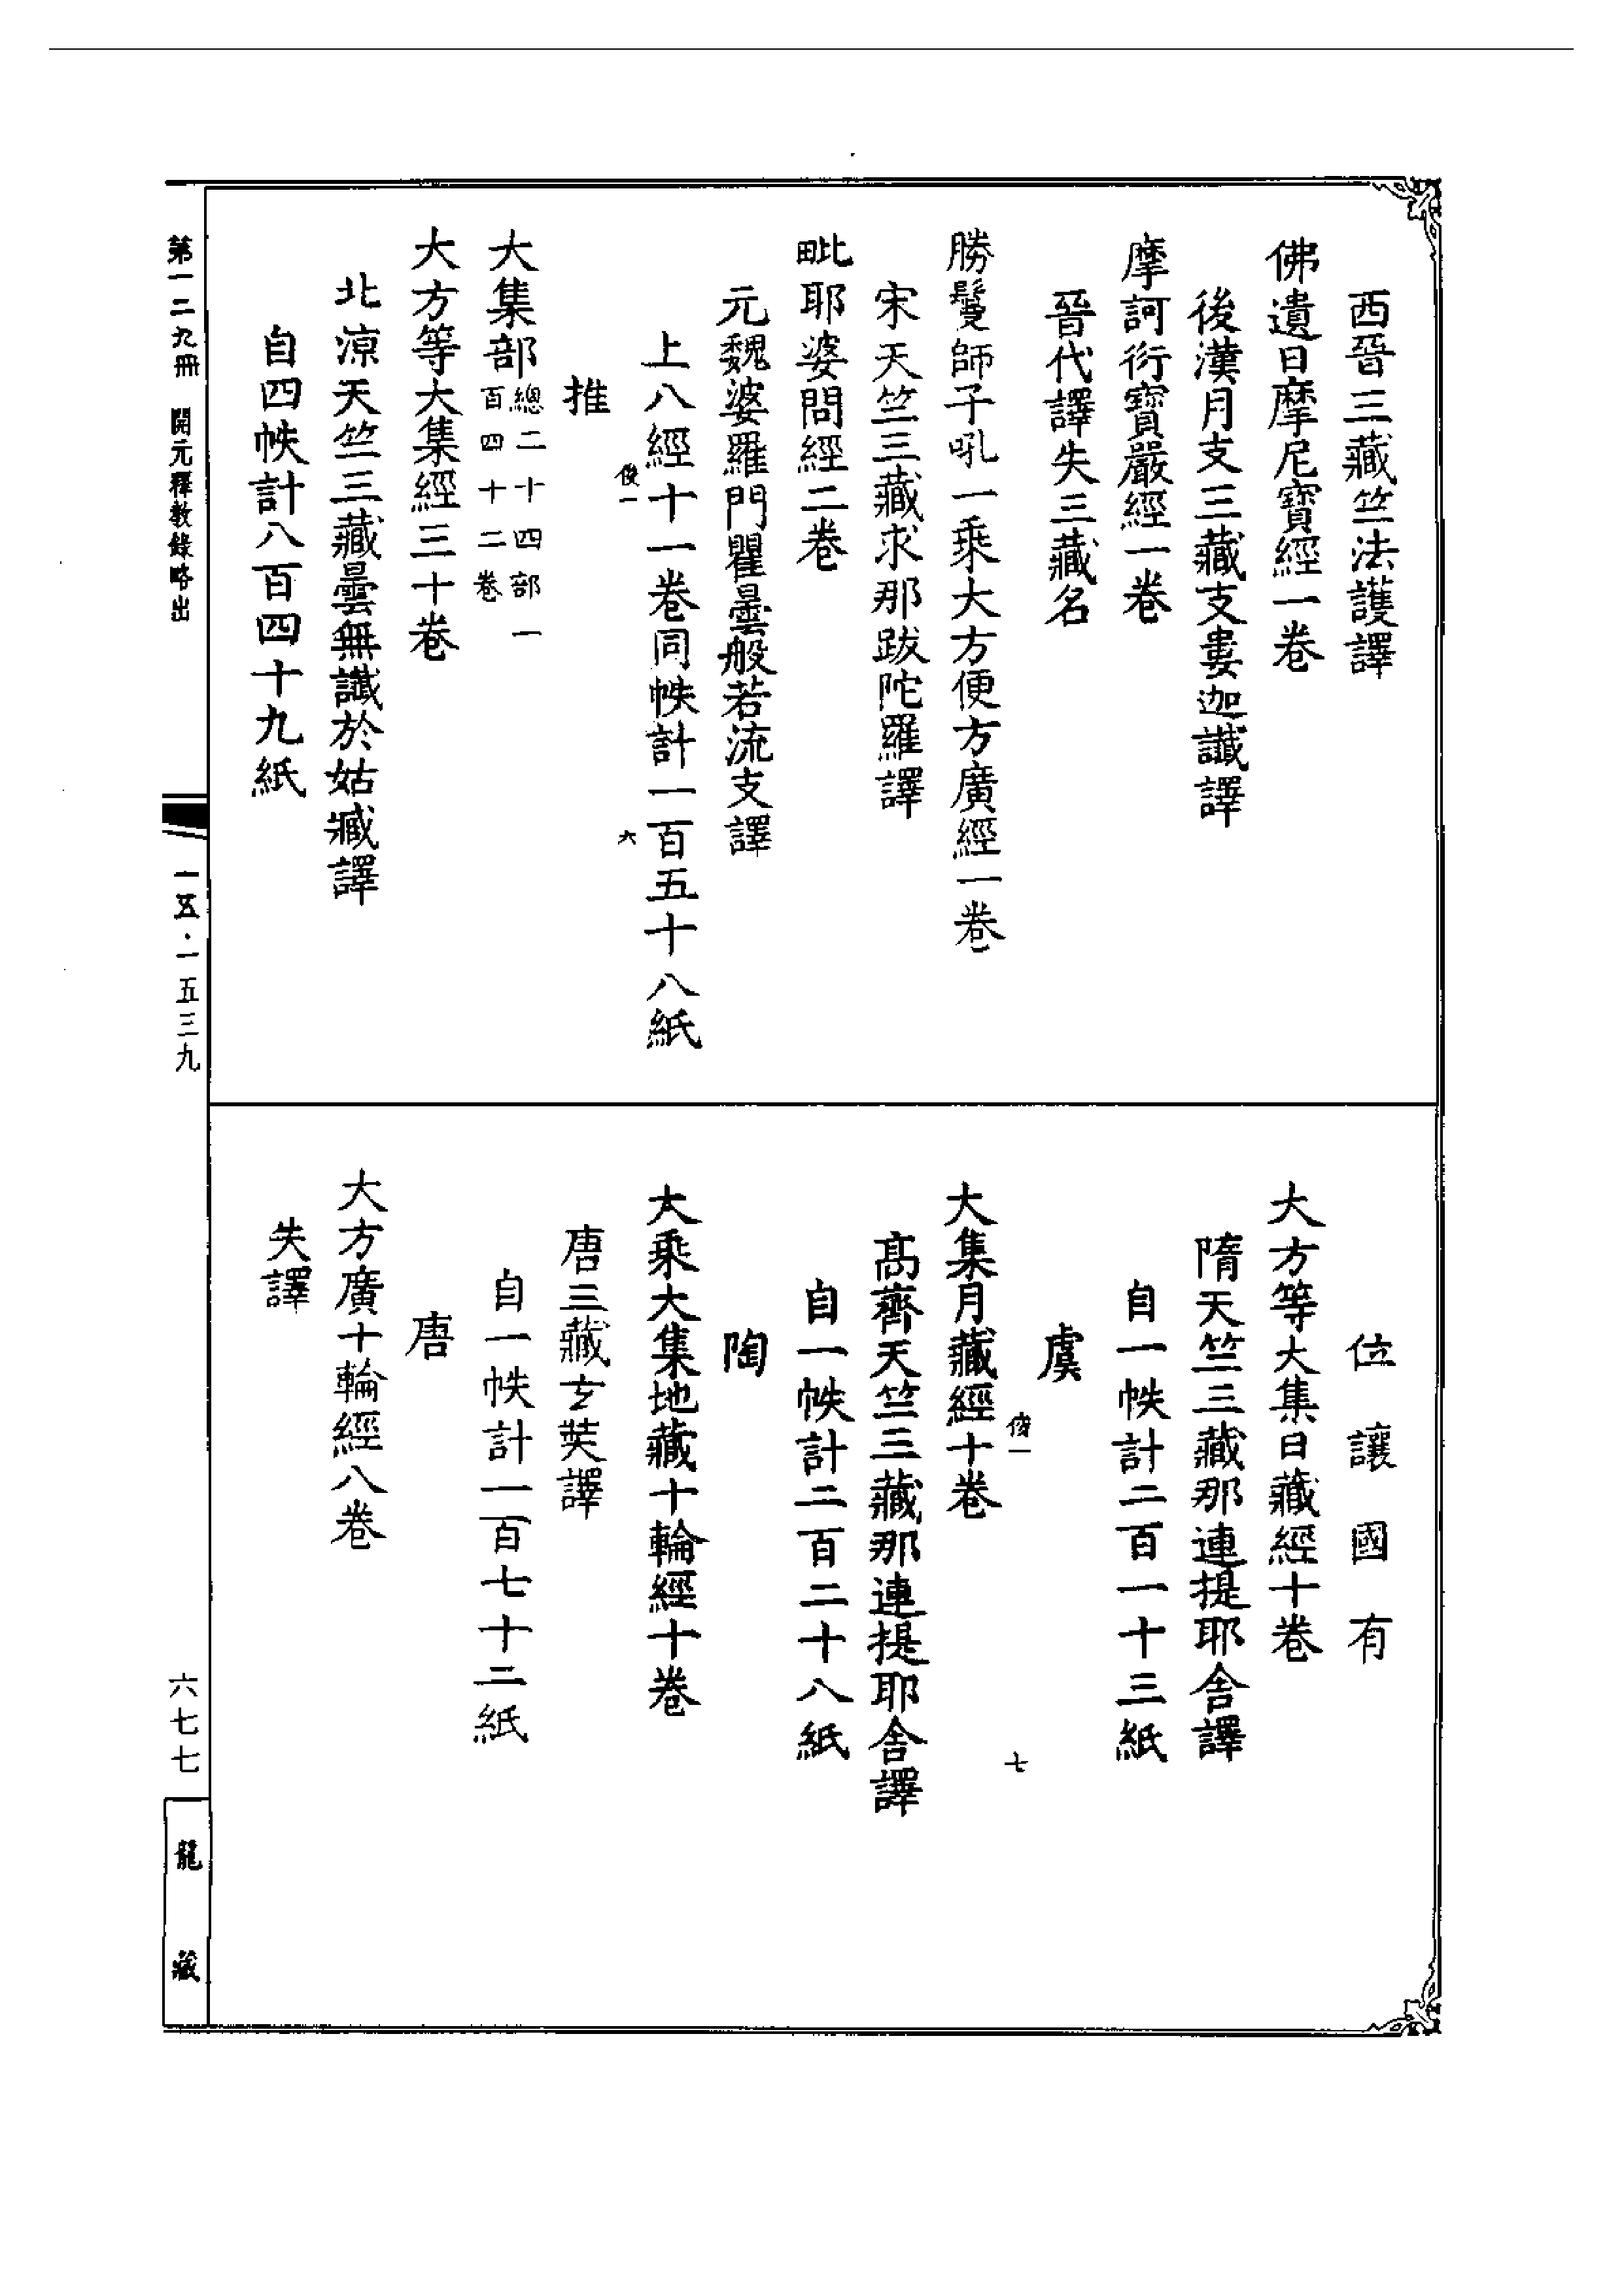 西晉三藏竺法護譯
佛遺日摩尼寶經一卷
後漢月支三藏支婁迦讖譯
摩訶衍寶嚴經一卷
晉代譯失三藏名
勝鬘師子吼一乘大方便方廣經一卷
宋天竺三藏求那跋陀羅譯
毗耶婆問經二卷
元魏婆羅門瞿曇般若流支譯
上八經十一卷同帙計一百五十八紙
俊一 六
推
大集部總二十四部一百四十二卷
大方等大集經三十卷
北涼天竺三藏曇無讖於姑臧譯
自四帙計八百四十九紙
位讓國有
大方等大集日藏經十卷
隋天竺三藏那連提耶舍譯
自一帙計二百一十三紙
虞
俊一 七
大集月藏經十卷
高齊天竺三藏那連提耶舍譯
自一帙計二百二十八紙
陶
大乘大集地藏十輪經十卷
唐三藏玄奘譯
自一帙計一百七十二紙
唐
大方廣十輪經八卷
失譯
第一二九冊 開元釋教錄略出
一五·一五三九
六七七
龍藏